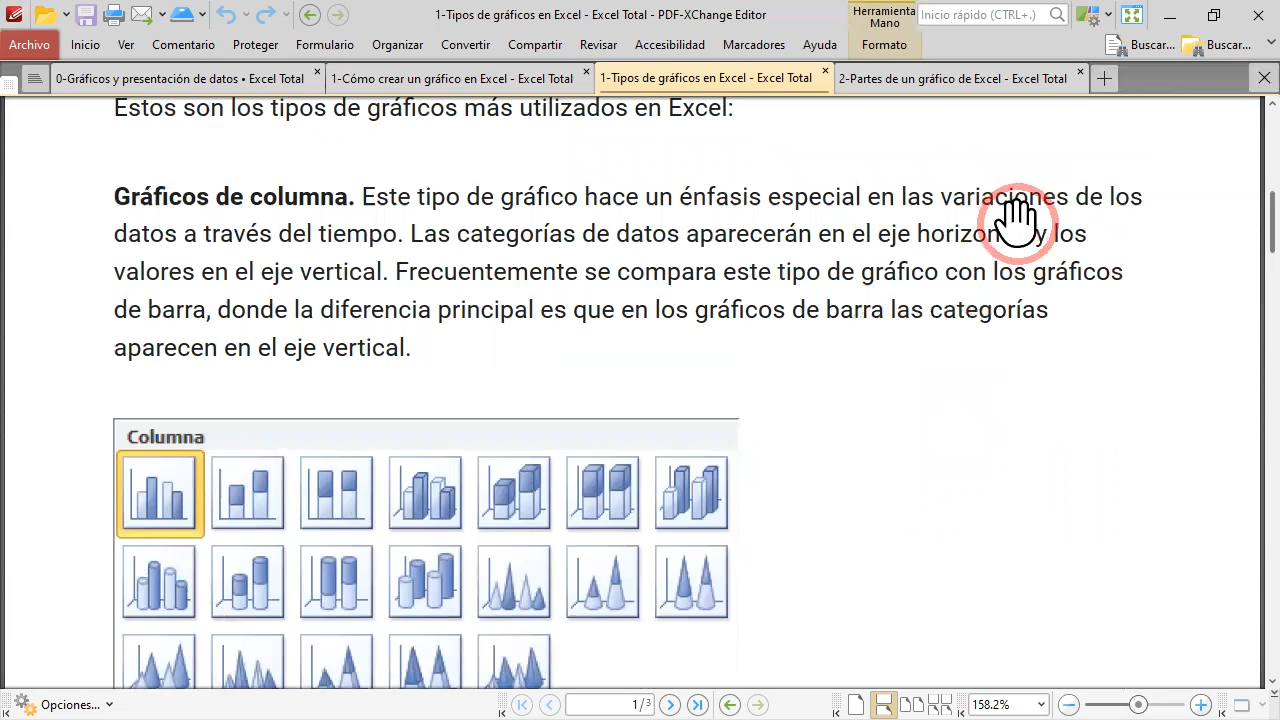 1-Tipos de gráficos en Excel - Excel Total - PDF-XChange Editor
Herramienta
Mano
Inicio rápido (CTRL+.)
Archivo
Inicio
Ver
Comentario
Proteger
Formulario
Organizar
Convertir
Compartir
Revisar
Accesibilidad
Marcadores
Ayuda
Formato
Buscar...
Buscar...
0-Gráficos y presentación de datos • Excel Total
1-Cómo crear un gráfico en Excel - Excel Total
1-Tipos de gráficos en Excel - Excel Total
2-Partes de un gráfico de Excel - Excel Total
Estos son los tipos de gráficos más utilizados en Excel:
Gráficos de columna. Este tipo de gráfico hace un énfasis especial en las variaciones de los
datos a través del tiempo. Las categorías de datos aparecerán en el eje horizon y los
valores en el eje vertical. Frecuentemente se compara este tipo de gráfico con los gráficos
de barra, donde la diferencia principal es que en los gráficos de barra las categorías
aparecen en el eje vertical.
Columna
Opciones...
1/3
158.2%